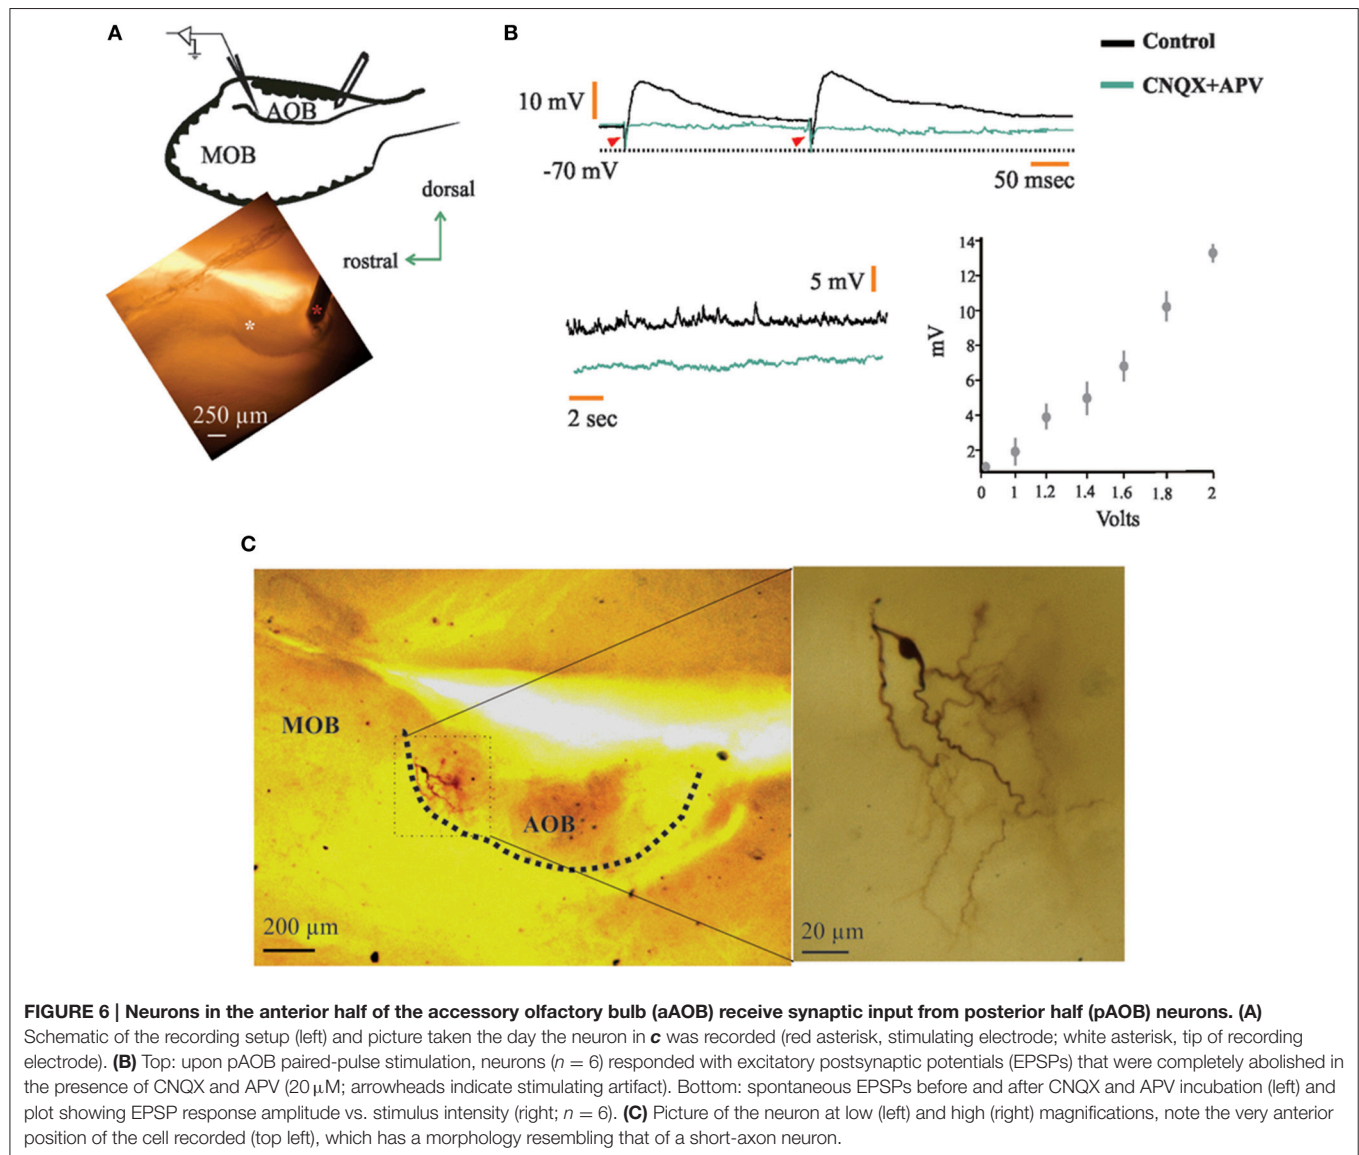 A
AOB
MOB
dorsal
rostral
*
*
250 µm
B
Control
CNQX+APV
10 mV
-70 mV
50 msec
5 mV
2 sec
14
12
10
8
6
4
2
mV
0 1 1.2 1.4 1.6 1.8 2
Volts
C
MOB
AOB
200 µm
20 µm
FIGURE 6 | Neurons in the anterior half of the accessory olfactory bulb (aAOB) receive synaptic input from posterior half (pAOB) neurons. (A)
Schematic of the recording setup (left) and picture taken the day the neuron in c was recorded (red asterisk, stimulating electrode; white asterisk, tip of recording
electrode). (B) Top: upon pAOB paired-pulse stimulation, neurons (n = 6) responded with excitatory postsynaptic potentials (EPSPs) that were completely abolished in
the presence of CNQX and APV (20 µM; arrowheads indicate stimulating artifact). Bottom: spontaneous EPSPs before and after CNQX and APV incubation (left) and
plot showing EPSP response amplitude vs. stimulus intensity (right; n = 6). (C) Picture of the neuron at low (left) and high (right) magnifications, note the very anterior
position of the cell recorded (top left), which has a morphology resembling that of a short-axon neuron.